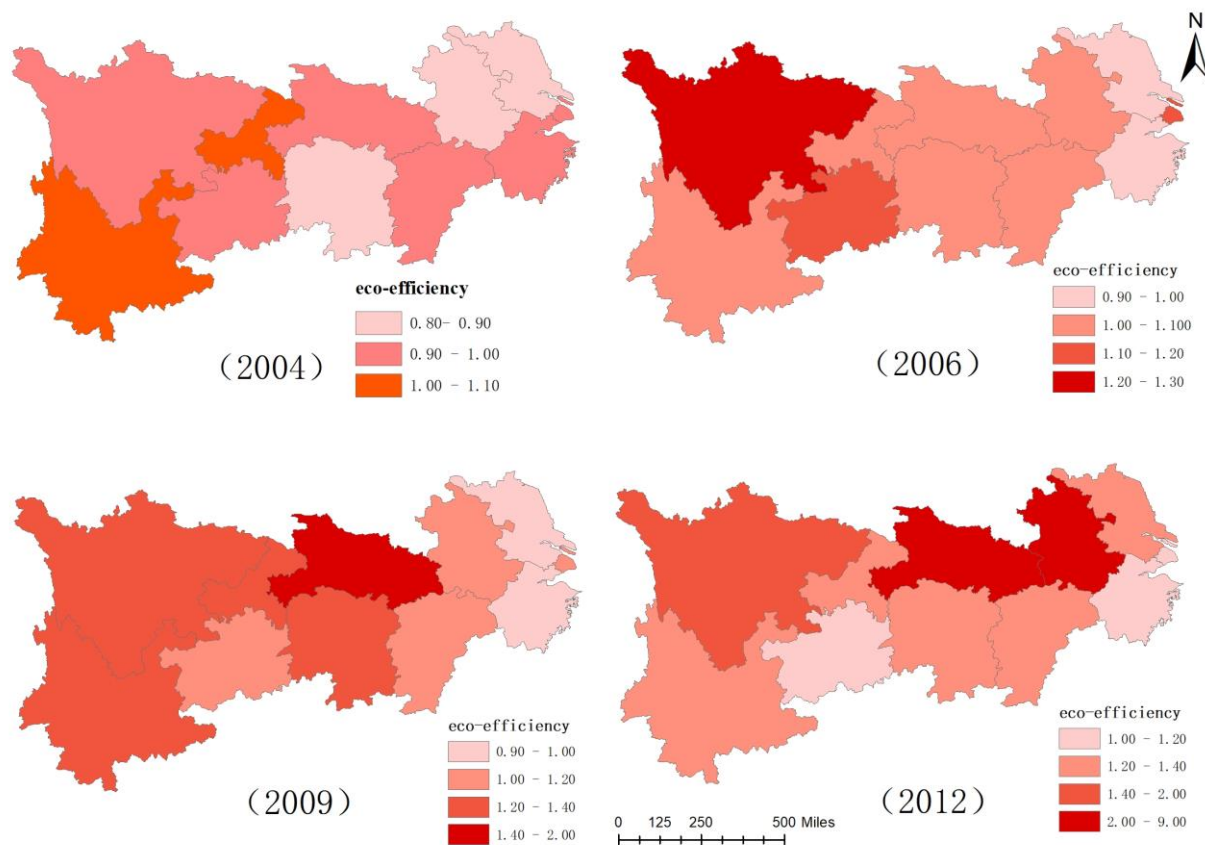 N
eco-efficiency
0.80- 0.90
0.90 - 1.00
1.00 - 1.10
（2004）
eco-efficiency
0.90 - 1.00
1.00 - 1.100
1.10 - 1.20
1.20 - 1.30
（2006）
eco-efficiency
0.90 - 1.00
1.00 - 1.20
1.20 - 1.40
1.40 - 2.00
（2009）
eco-efficiency
1.00 - 1.20
1.20 - 1.40
1.40 - 2.00
2.00 - 9.00
（2012）
0 125 250 500 Miles